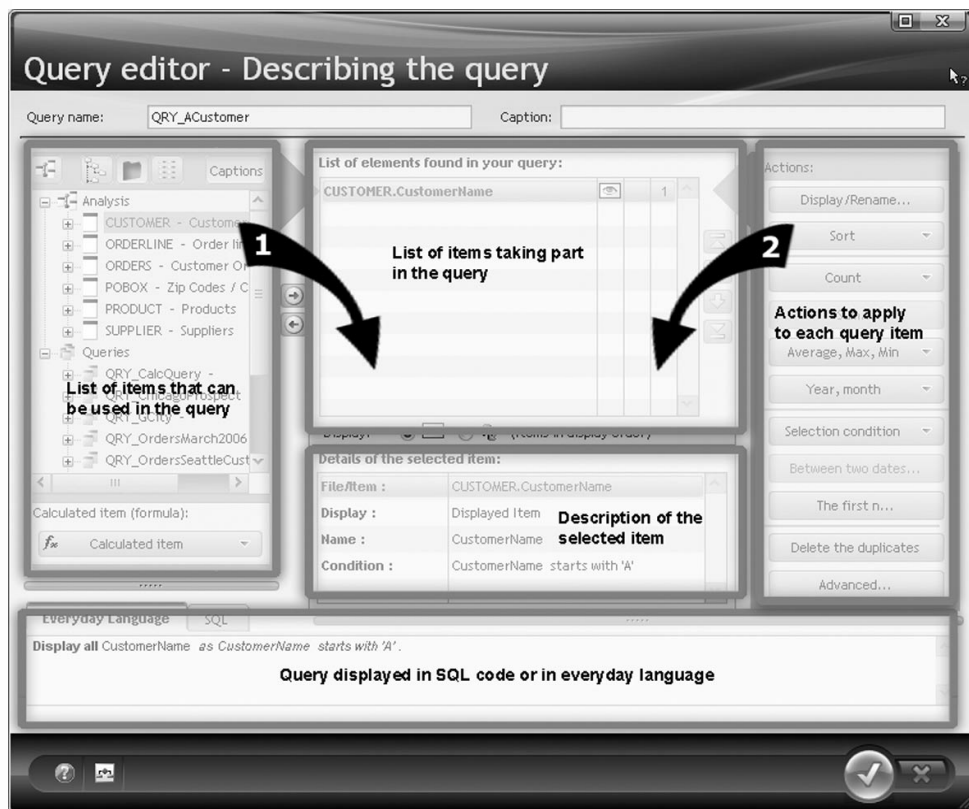 Query editor - Describing the query
Query name: QRY_ACustomer Caption:
Captions
Analysis
CUSTOMER - Customer
ORDERLINE - Order li
ORDERS - Customer Or
POBOX - Zip Codes / C
PRODUCT - Products
SUPPLIER - Suppliers
Queries
QRY_CalcQuery -
QRY_ChicagoProspect
QRY_GCity -
QRY_OrdersMarch2006
QRY_OrdersSeattleCust
List of items that can
be used in the query
Calculated item (formula):
Calculated item
1
List of elements found in your query:
CUSTOMER.CustomerName 1
List of items taking part
in the query
2
Display: (items in display order)
Details of the selected item:
File/Item : CUSTOMER.CustomerName
Display : Displayed Item
Name : CustomerName
Condition : CustomerName starts with 'A'
Description of the
selected item
Actions:
Display/Rename...
Sort
Count
Actions to apply
to each query item
Average, Max, Min
Year, month
Selection condition
Between two dates...
The first n...
Delete the duplicates
Advanced...
Everyday Language SQL
Display all CustomerName as CustomerName starts with 'A' .
Query displayed in SQL code or in everyday language